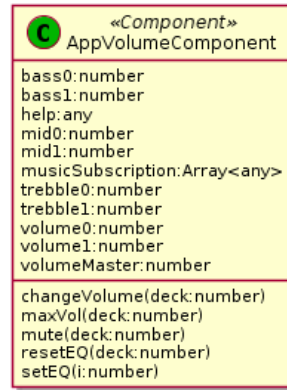 C
«Component»
AppVolumeComponent
bass0:number
bass1:number
help:any
mid0:number
mid1:number
musicSubscription:Array<any>
trebble0:number
trebble1:number
volume0:number
volume1:number
volumeMaster:number
changeVolume(deck:number)
maxVol(deck:number)
mute(deck:number)
resetEQ(deck:number)
setEQ(i:number)